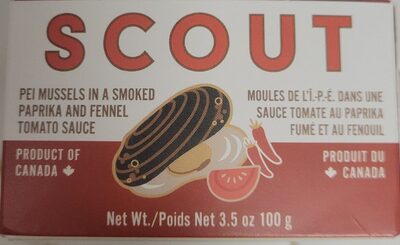 SCOUT
PEI MUSSELS IN A SMOKED
PAPRIKA AND FENNEL
TOMATO SAUCE
MOULES DE L'Î.-P.-É. DANS UNE
SAUCE TOMATE AU PAPRIKA
FUMÉ ET AU FENOUIL
PRODUCT OF
CANADA
PRODUIT DU
CANADA
Net Wt./Poids Net 3.5 oz 100 g